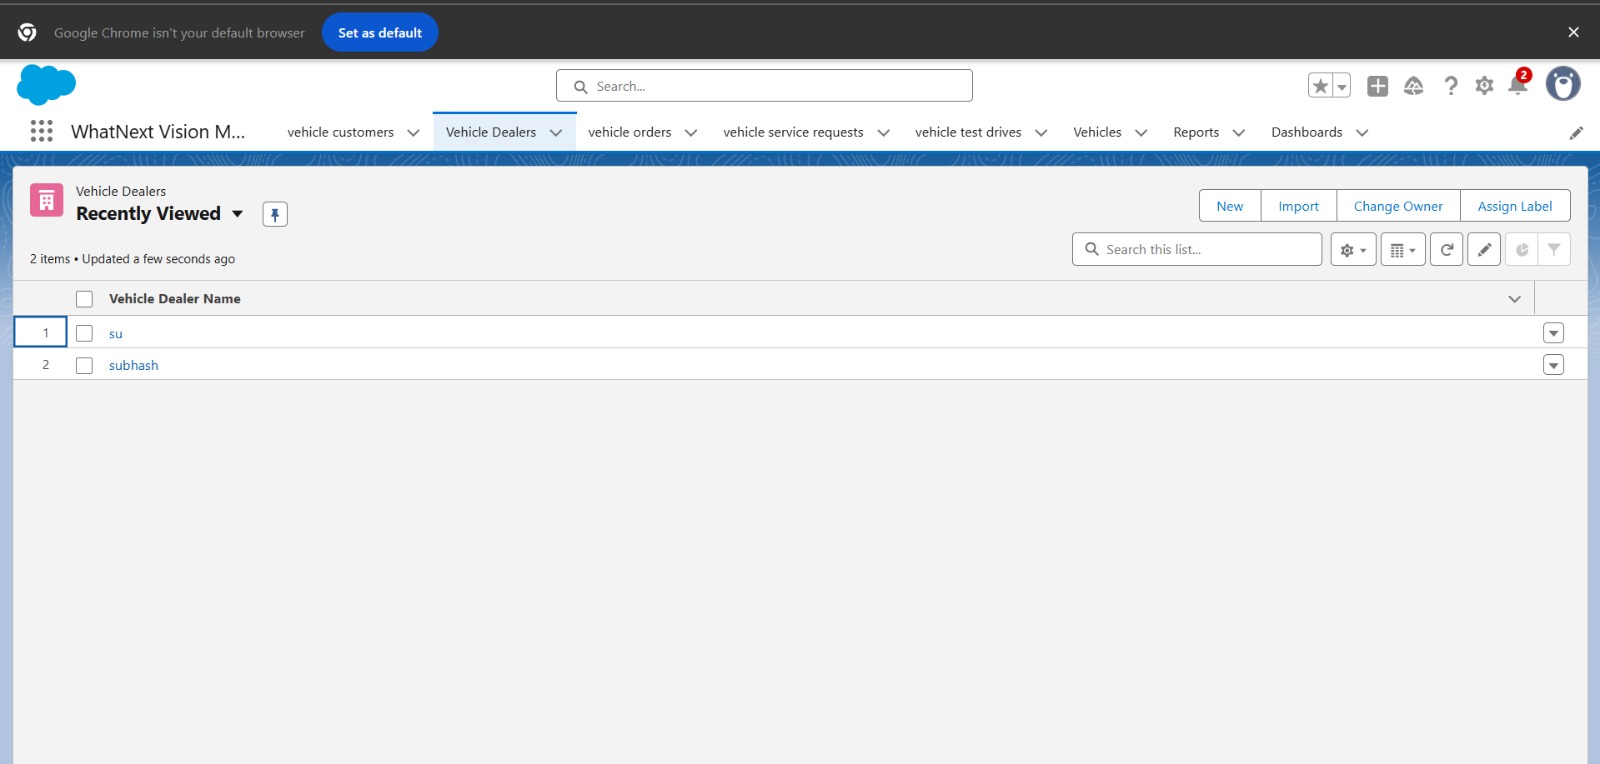 Google Chrome isn't your default browser Set as default
Search...
2
WhatNext Vision M... vehicle customers Vehicle Dealers vehicle orders vehicle service requests vehicle test drives Vehicles Reports Dashboards
Vehicle Dealers
Recently Viewed
New Import Change Owner Assign Label
2 items • Updated a few seconds ago
Search this list...
Vehicle Dealer Name
1 su
2 subhash